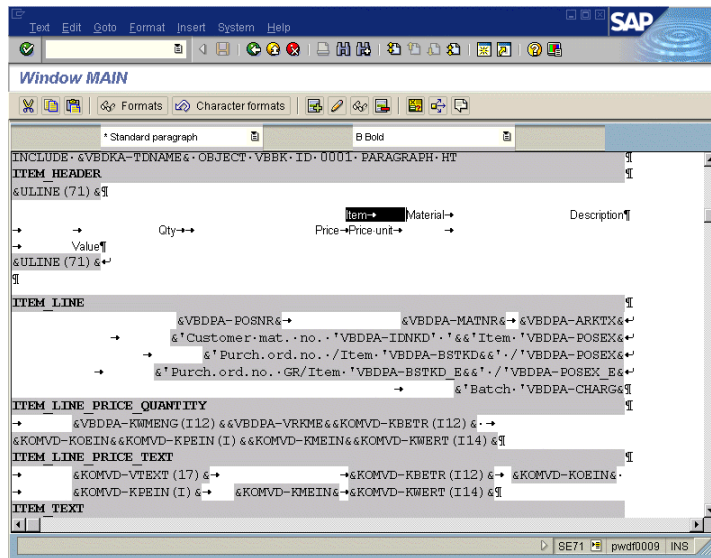 Text Edit Goto Format Insert System Help
SAP
Window MAIN
Formats Character formats
* Standard paragraph B Bold
INCLUDE· &VBDKA-TDNAME&· OBJECT· VBBK· ID· 0001· PARAGRAPH· HT ¶
ITEM_HEADER ¶
&ULINE(71)&¶
Item→ Material→ Description¶
→ → Qty→→ Price→Price·unit→ →
→ Value¶
&ULINE(71)&↵
¶
ITEM_LINE ¶
&VBDPA-POSNR&→ &VBDPA-MATNR&→ &VBDPA-ARKTX&↵
→ &'Customer·mat.·no.·'VBDPA-IDNKD'·'&&'Item·'VBDPA-POSEX&↵
→ &'Purch.ord.no.·/Item·'VBDPA-BSTKD&&'·/'VBDPA-POSEX&↵
→ &'Purch.ord.no.·GR/Item·'VBDPA-BSTKD_E&&'·/'VBDPA-POSEX_E&↵
→ &'Batch·'VBDPA-CHARG&¶
ITEM_LINE_PRICE_QUANTITY ¶
→ &VBDPA-KWMENG(I12)&&VBDPA-VRKME&&KOMVD-KBETR(I12)&·→
&KOMVD-KOEIN&&KOMVD-KPEIN(I)&&KOMVD-KMEIN&&KOMVD-KWERT(I14)&¶
ITEM_LINE_PRICE_TEXT ¶
→ &KOMVD-VTEXT(17)&→ →&KOMVD-KBETR(I12)&→ &KOMVD-KOEIN&·
→ &KOMVD-KPEIN(I)&→ &KOMVD-KMEIN&→&KOMVD-KWERT(I14)&¶
ITEM_TEXT
SE71 pwdf0009 INS